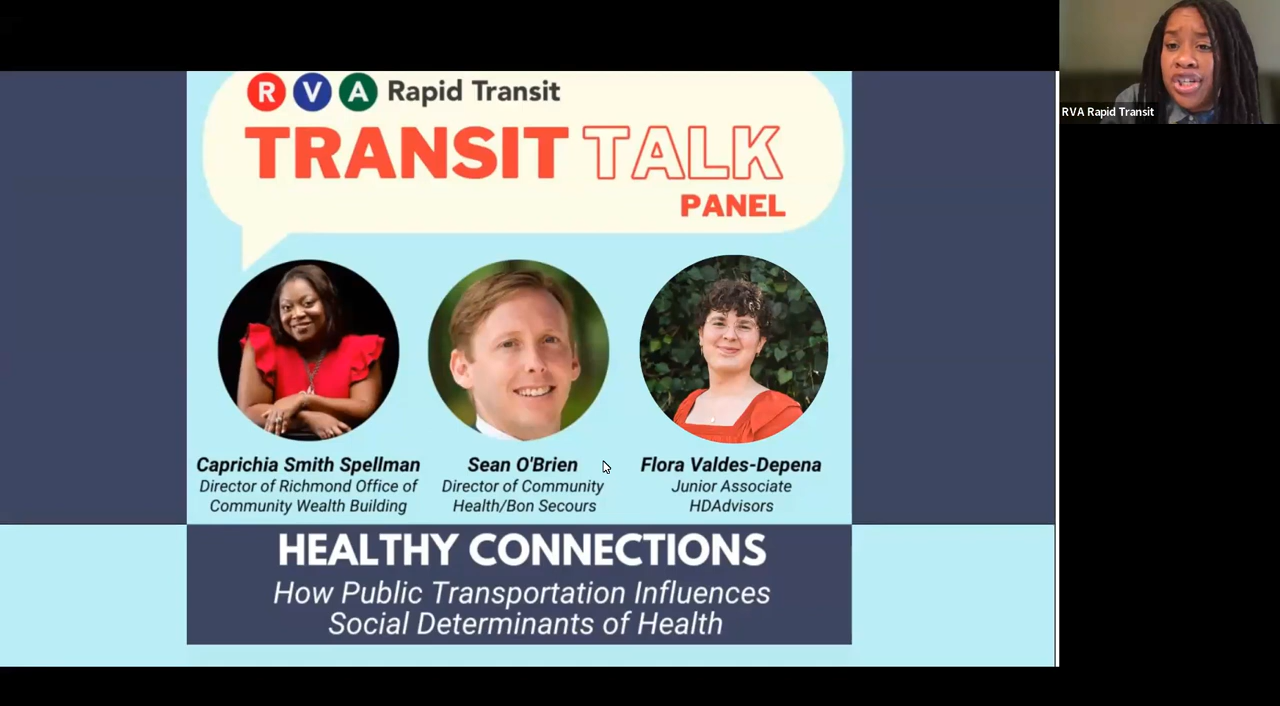 R V A Rapid Transit
TRANSIT TALK
PANEL
RVA Rapid Transit
Caprichia Smith Spellman
Director of Richmond Office of
Community Wealth Building
Sean O'Brien
Director of Community
Health/Bon Secours
Flora Valdes-Depena
Junior Associate
HDAdvisors
HEALTHY CONNECTIONS
How Public Transportation Influences
Social Determinants of Health